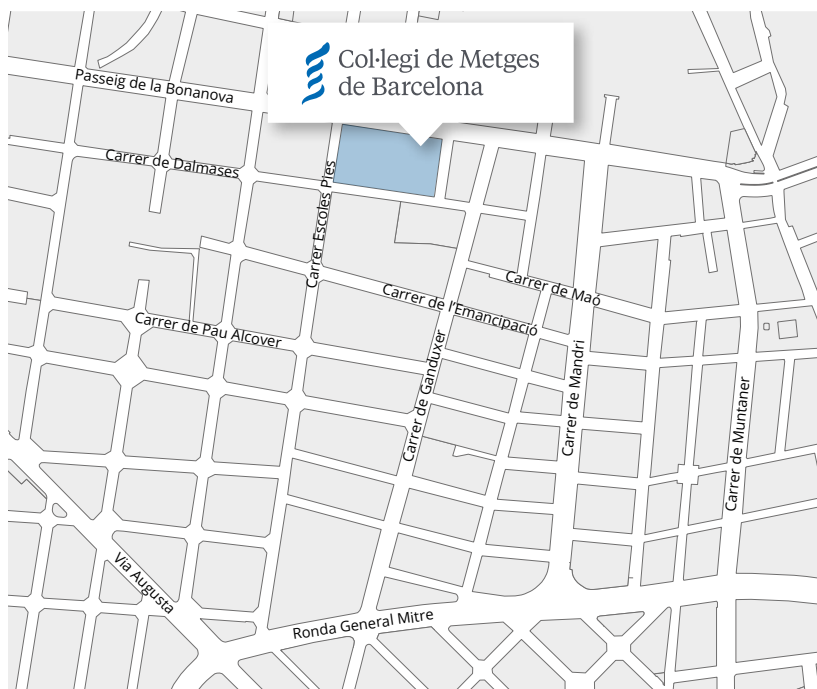 Col·legi de Metges
de Barcelona
Passeig de la Bonanova
Carrer de Dalmases
Carrer Escoles Pies
Carrer de Maó
Carrer de l'Emancipació
Carrer de Pau Alcover
Carrer de Ganduxer
Carrer de Mandri
Carrer de Muntaner
Via Augusta
Ronda General Mitre